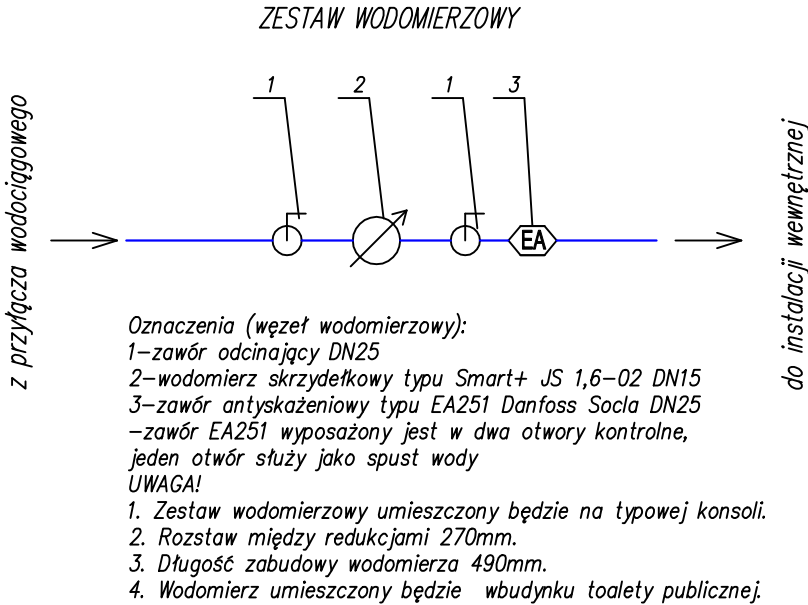 ZESTAW WODOMIERZOWY
1
2
1
3
z przyłącza wodociągowego
do instalacji wewnętrznej
EA
Oznaczenia (węzeł wodomierzowy):
1-zawór odcinający DN25
2-wodomierz skrzydełkowy typu Smart+ JS 1,6-02 DN15
3-zawór antyskażeniowy typu EA251 Danfoss Socla DN25
-zawór EA251 wyposażony jest w dwa otwory kontrolne,
jeden otwór służy jako spust wody
UWAGA!
1. Zestaw wodomierzowy umieszczony będzie na typowej konsoli.
2. Rozstaw między redukcjami 270mm.
3. Długość zabudowy wodomierza 490mm.
4. Wodomierz umieszczony będzie wbudynku toalety publicznej.